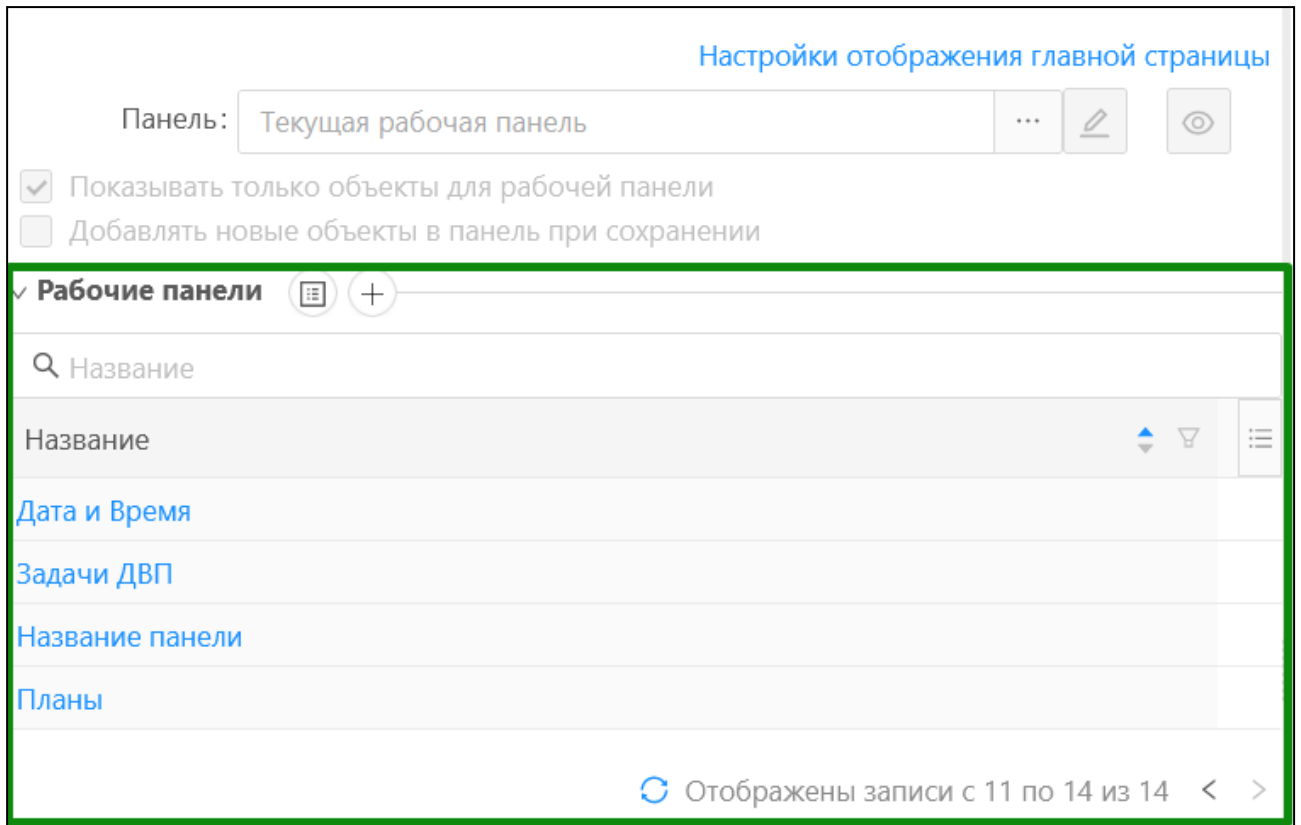 Настройки отображения главной страницы
Панель: Текущая рабочая панель ...
Показывать только объекты для рабочей панели
Добавлять новые объекты в панель при сохранении
Рабочие панели
Название
Название
Дата и Время
Задачи ДВП
Название панели
Планы
Отображены записи с 11 по 14 из 14 < >